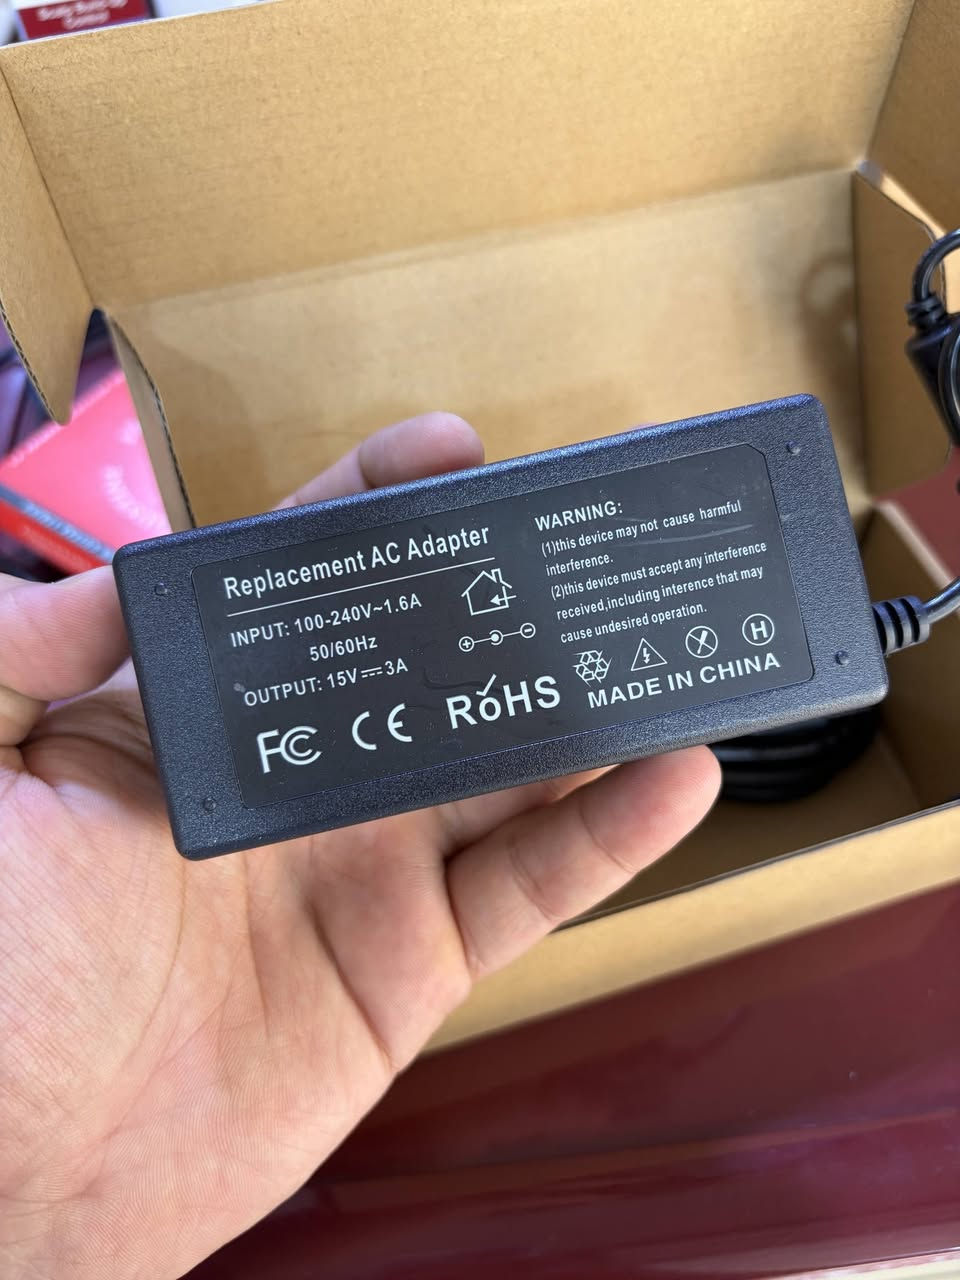 Replacement AC Adapter
INPUT: 100-240V~1.6A
50/60Hz
OUTPUT: 15V⎓3A
FC CE RoHS
WARNING:
(1)this device may not cause harmful
interference.
(2)this device must accept any interference
received,including interence that may
cause undesired operation.
H
MADE IN CHINA